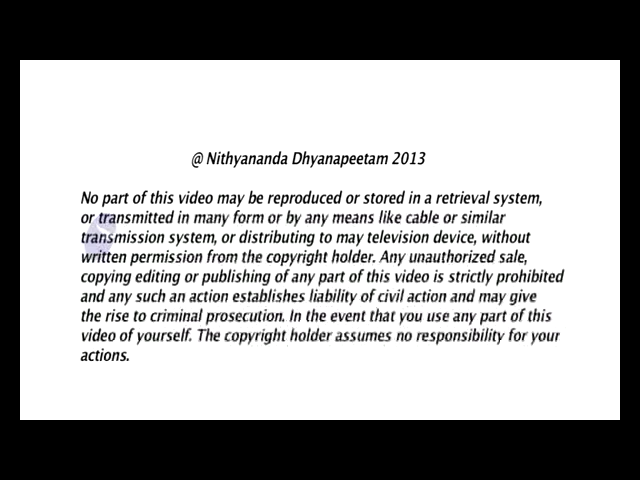 @ Nithyananda Dhyanapeetam 2013
No part of this video may be reproduced or stored in a retrieval system,
or transmitted in many form or by any means like cable or similar
transmission system, or distributing to may television device, without
written permission from the copyright holder. Any unauthorized sale,
copying editing or publishing of any part of this video is strictly prohibited
and any such an action establishes liability of civil action and may give
the rise to criminal prosecution. In the event that you use any part of this
video of yourself. The copyright holder assumes no responsibility for your
actions.